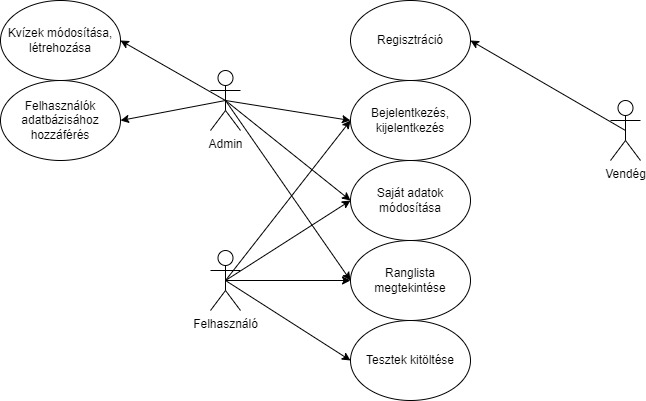 Kvízek módosítása,
létrehozása
Regisztráció
Felhasználók
adatbázisához
hozzáférés
Admin
Bejelentkezés,
kijelentkezés
Vendég
Saját adatok
módosítása
Ranglista
megtekintése
Felhasználó
Tesztek kitöltése